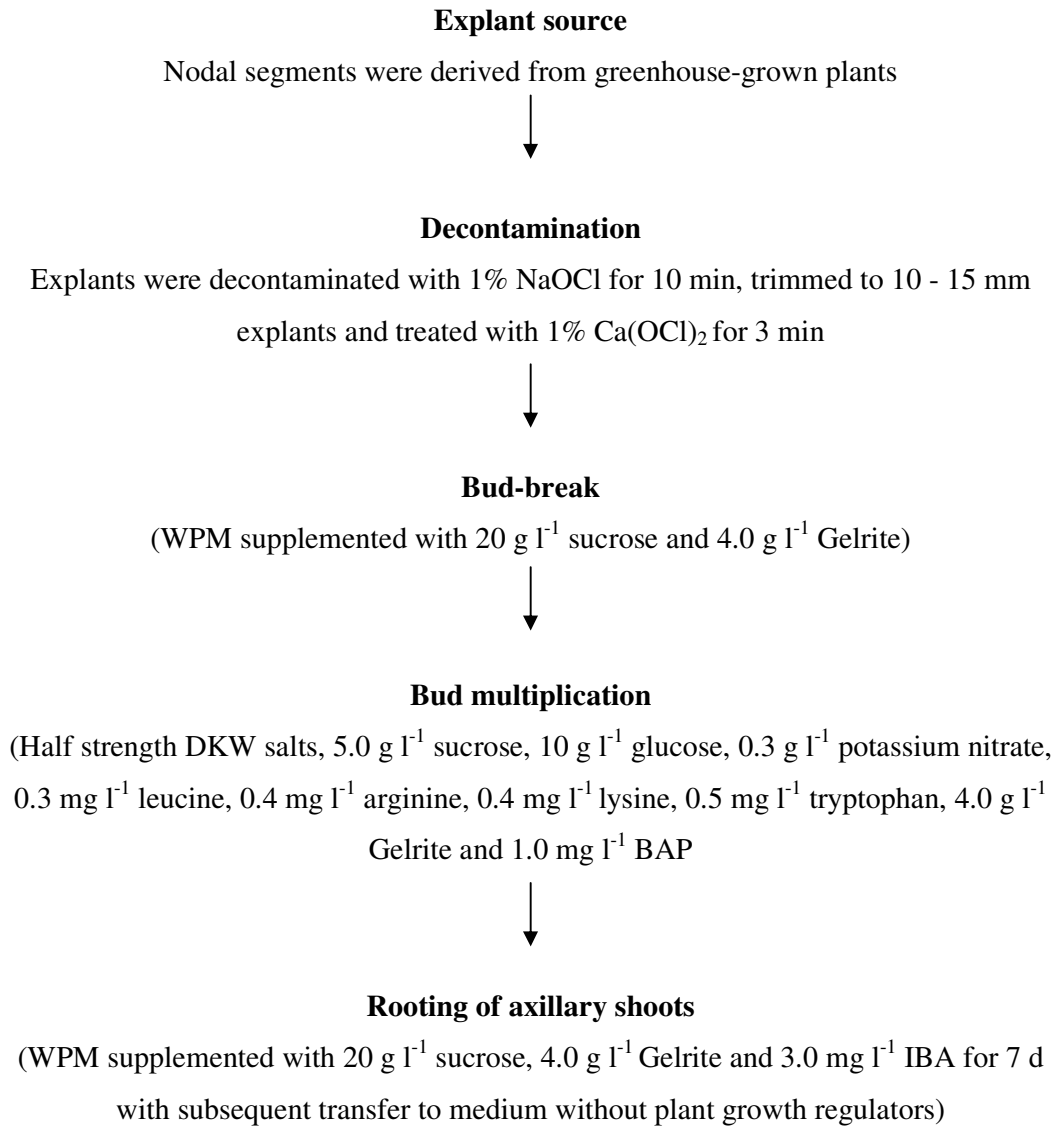 Explant source
Nodal segments were derived from greenhouse-grown plants
Decontamination
Explants were decontaminated with 1% NaOCl for 10 min, trimmed to 10 - 15 mm
explants and treated with 1% Ca(OCl)₂ for 3 min
Bud-break
(WPM supplemented with 20 g l⁻¹ sucrose and 4.0 g l⁻¹ Gelrite)
Bud multiplication
(Half strength DKW salts, 5.0 g l⁻¹ sucrose, 10 g l⁻¹ glucose, 0.3 g l⁻¹ potassium nitrate,
0.3 mg l⁻¹ leucine, 0.4 mg l⁻¹ arginine, 0.4 mg l⁻¹ lysine, 0.5 mg l⁻¹ tryptophan, 4.0 g l⁻¹
Gelrite and 1.0 mg l⁻¹ BAP
Rooting of axillary shoots
(WPM supplemented with 20 g l⁻¹ sucrose, 4.0 g l⁻¹ Gelrite and 3.0 mg l⁻¹ IBA for 7 d
with subsequent transfer to medium without plant growth regulators)